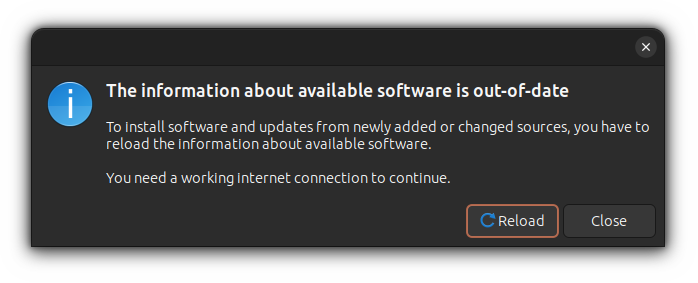 The information about available software is out-of-date
To install software and updates from newly added or changed sources, you have to
reload the information about available software.
You need a working internet connection to continue.
Reload Close